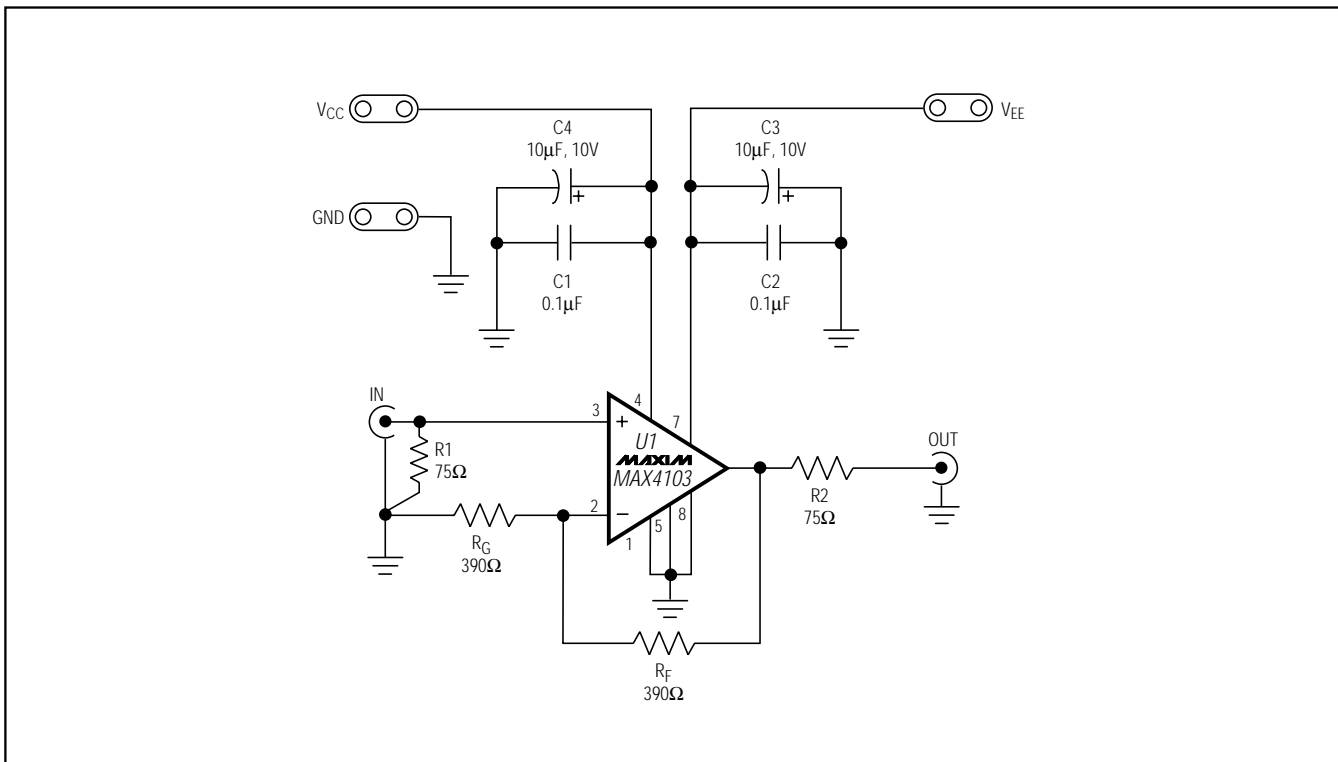 VCC
C4
10µF, 10V
C3
10µF, 10V
VEE
+
+
GND
C1
0.1µF
C2
0.1µF
IN
3
4
+
7
U1
OUT
R1
75Ω
MAXIM
MAX4103
2
−
5
8
R2
75Ω
RG
390Ω
1
RF
390Ω